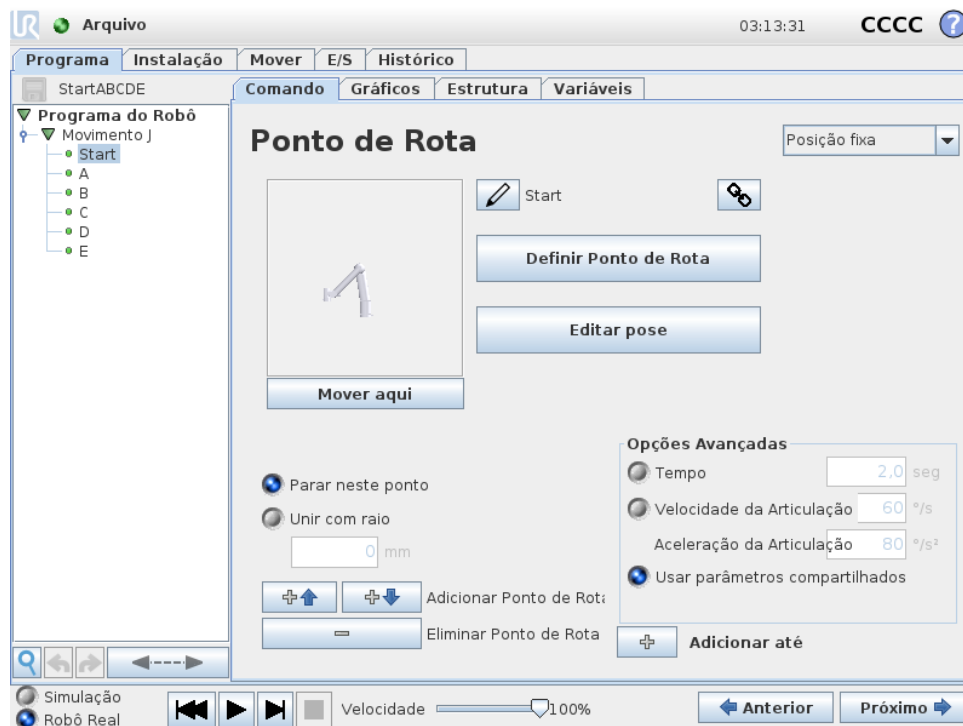 UR Arquivo 03:13:31 CCCC ?
Programa Instalação Mover E/S Histórico
StartABCDE Comando Gráficos Estrutura Variáveis
Programa do Robô
Movimento J
Start
A
B
C
D
E
Ponto de Rota Posição fixa
Start
Definir Ponto de Rota
Editar pose
Mover aqui
Parar neste ponto
Unir com raio
0 mm
Adicionar Ponto de Rota
Eliminar Ponto de Rota
Opções Avançadas
Tempo 2,0 seg
Velocidade da Articulação 60 °/s
Aceleração da Articulação 80 °/s²
Usar parâmetros compartilhados
Adicionar até
Simulação
Robô Real
Velocidade 100% Anterior Próximo